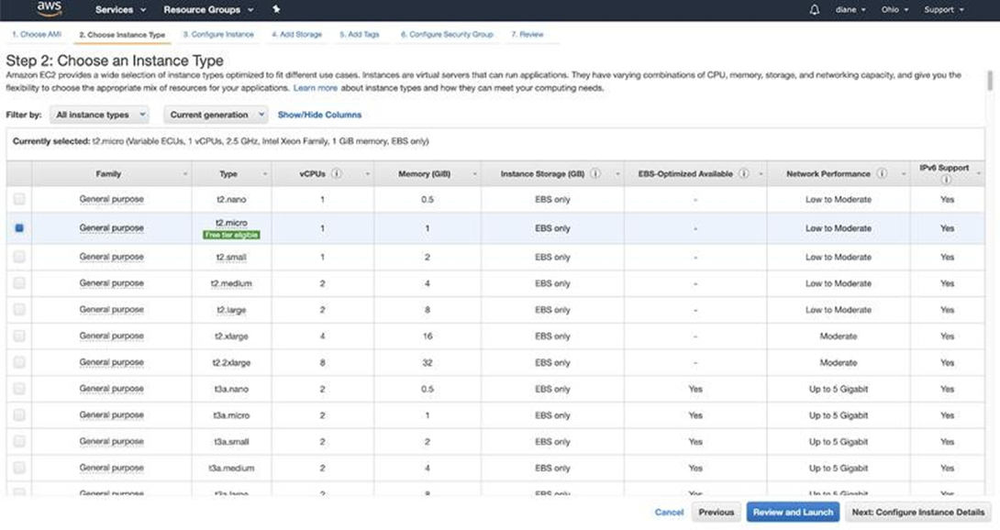 aws Services Resource Groups diane Ohio Support
1. Choose AMI 2. Choose Instance Type 3. Configure Instance 4. Add Storage 5. Add Tags 6. Configure Security Group 7. Review
Step 2: Choose an Instance Type
Amazon EC2 provides a wide selection of instance types optimized to fit different use cases. Instances are virtual servers that can run applications. They have varying combinations of CPU, memory, storage, and networking capacity, and give you the
flexibility to choose the appropriate mix of resources for your applications. Learn more about instance types and how they can meet your computing needs.
Filter by: All instance types Current generation Show/Hide Columns
Currently selected: t2.micro (Variable ECUs, 1 vCPUs, 2.5 GHz, Intel Xeon Family, 1 GiB memory, EBS only)
Family Type vCPUs Memory (GiB) Instance Storage (GB) EBS-Optimized Available Network Performance IPv6 Support
General purpose t2.nano 1 0.5 EBS only - Low to Moderate Yes
General purpose t2.micro 1 1 EBS only - Low to Moderate Yes
Free tier eligible
General purpose t2.small 1 2 EBS only - Low to Moderate Yes
General purpose t2.medium 2 4 EBS only - Low to Moderate Yes
General purpose t2.large 2 8 EBS only - Low to Moderate Yes
General purpose t2.xlarge 4 16 EBS only - Moderate Yes
General purpose t2.2xlarge 8 32 EBS only - Moderate Yes
General purpose t3a.nano 2 0.5 EBS only Yes Up to 5 Gigabit Yes
General purpose t3a.micro 2 1 EBS only Yes Up to 5 Gigabit Yes
General purpose t3a.small 2 2 EBS only Yes Up to 5 Gigabit Yes
General purpose t3a.medium 2 4 EBS only Yes Up to 5 Gigabit Yes
General purpose t3a.large 2 8 EBS only Yes Up to 5 Gigabit Yes
Cancel Previous Review and Launch Next: Configure Instance Details